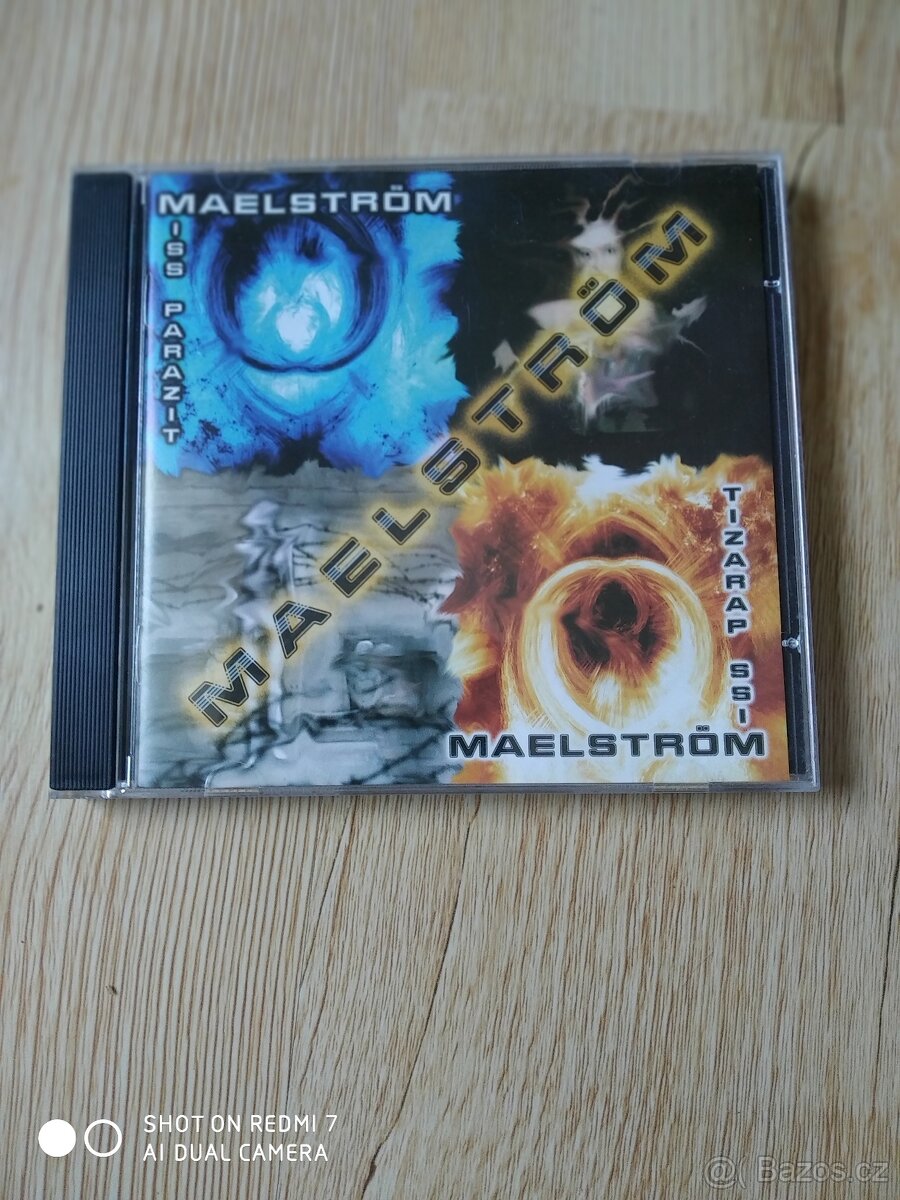 MAELSTRÖM
ISS PARAZIT
MAELSTRÖM
TIZARAP SSI
MAELSTRÖM
SHOT ON REDMI 7
AI DUAL CAMERA
@ Bazos.cz